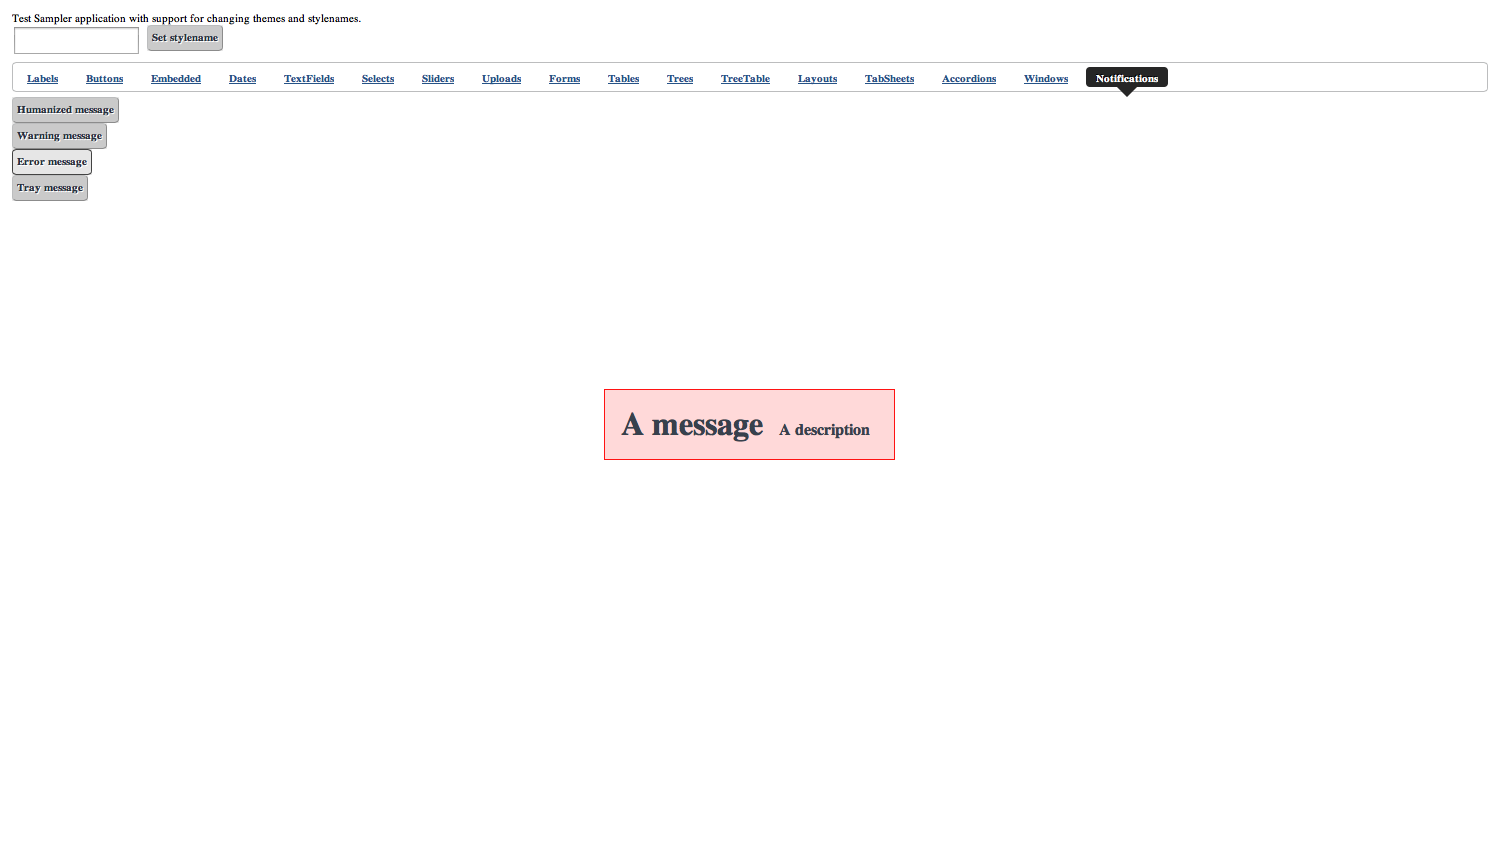 Test Sampler application with support for changing themes and stylenames.
Set stylename
Labels Buttons Embedded Dates TextFields Selects Sliders Uploads Forms Tables Trees TreeTable Layouts TabSheets Accordions Windows Notifications
Humanized message
Warning message
Error message
Tray message
A message A description